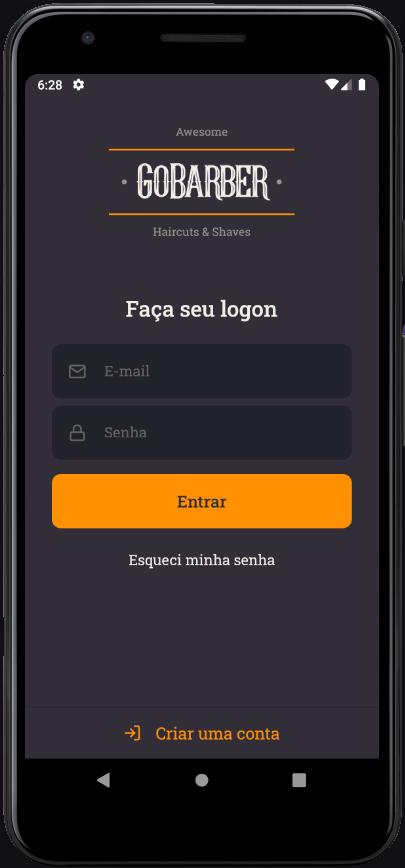 6:28
Awesome
GOBARBER
Haircuts & Shaves
Faça seu logon
E-mail
Senha
Entrar
Esqueci minha senha
Criar uma conta